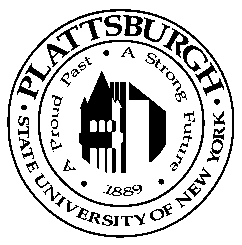 PLATTSBURGH
• STATE UNIVERSITY OF NEW YORK •
A Proud Past • A Strong Future
• 1889 •